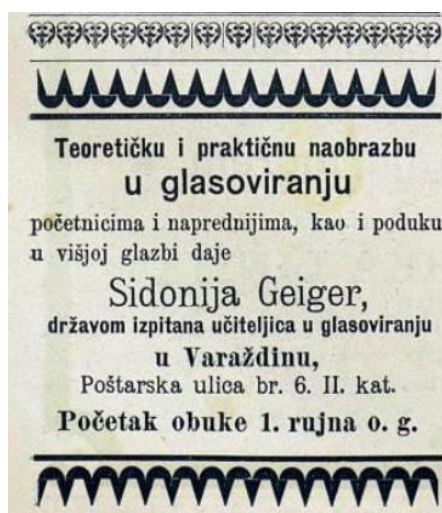 Teoretičku i praktičnu naobrazbu
u glasoviranju
početnicima i naprednijima, kao i poduku
u višoj glazbi daje
Sidonija Geiger,
državom izpitana učiteljica u glasoviranju
u Varaždinu,
Poštarska ulica br. 6. II. kat.
Početak obuke 1. rujna o. g.